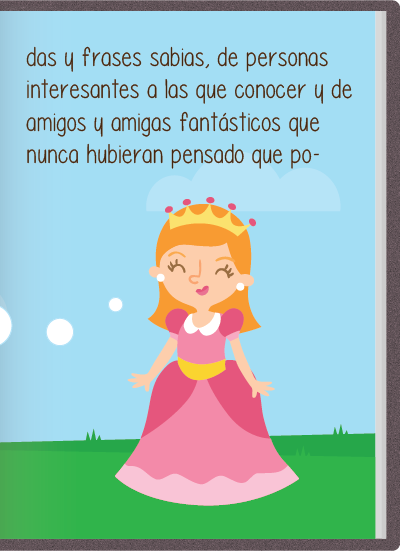 das y frases sabias, de personas
interesantes a las que conocer y de
amigos y amigas fantásticos que
nunca hubieran pensado que po-